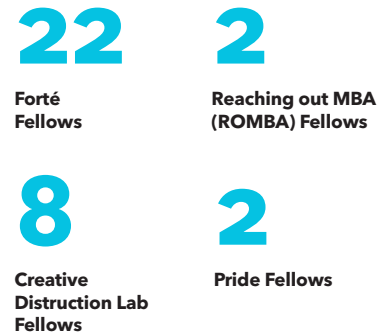 22
Forté
Fellows
2
Reaching out MBA
(ROMBA) Fellows
8
Creative
Distruction Lab
Fellows
2
Pride Fellows